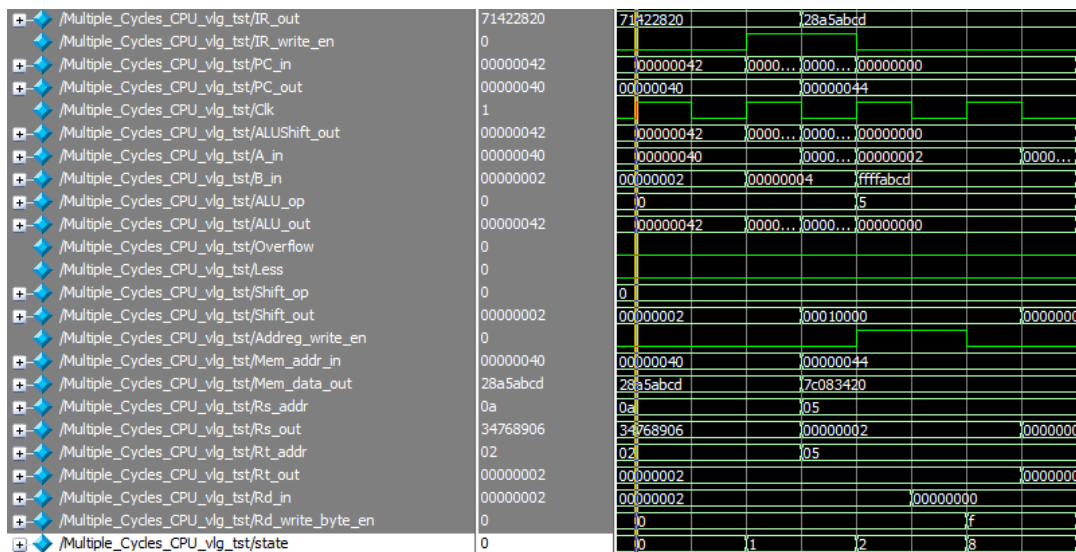 /Multiple_Cycles_CPU_vlg_tst/IR_out 71422820 71422820 28a5abcd
/Multiple_Cycles_CPU_vlg_tst/IR_write_en 0
/Multiple_Cycles_CPU_vlg_tst/PC_in 00000042 00000042 0000... 0000... 00000000
/Multiple_Cycles_CPU_vlg_tst/PC_out 00000040 00000040 00000044
/Multiple_Cycles_CPU_vlg_tst/Clk 1
/Multiple_Cycles_CPU_vlg_tst/ALUShift_out 00000042 00000042 0000... 0000... 00000000
/Multiple_Cycles_CPU_vlg_tst/A_in 00000040 00000040 0000... 00000002 0000...
/Multiple_Cycles_CPU_vlg_tst/B_in 00000002 00000002 00000004 ffffabcd
/Multiple_Cycles_CPU_vlg_tst/ALU_op 0 0 5
/Multiple_Cycles_CPU_vlg_tst/ALU_out 00000042 00000042 0000... 0000... 00000000
/Multiple_Cycles_CPU_vlg_tst/Overflow 0
/Multiple_Cycles_CPU_vlg_tst/Less 0
/Multiple_Cycles_CPU_vlg_tst/Shift_op 0 0
/Multiple_Cycles_CPU_vlg_tst/Shift_out 00000002 00000002 00010000 0000000
/Multiple_Cycles_CPU_vlg_tst/Addreg_write_en 0
/Multiple_Cycles_CPU_vlg_tst/Mem_addr_in 00000040 00000040 00000044
/Multiple_Cycles_CPU_vlg_tst/Mem_data_out 28a5abcd 28a5abcd 7c083420
/Multiple_Cycles_CPU_vlg_tst/Rs_addr 0a 0a 05
/Multiple_Cycles_CPU_vlg_tst/Rs_out 34768906 34768906 00000002 0000000
/Multiple_Cycles_CPU_vlg_tst/Rt_addr 02 02 05
/Multiple_Cycles_CPU_vlg_tst/Rt_out 00000002 00000002 0000000
/Multiple_Cycles_CPU_vlg_tst/Rd_in 00000002 00000002 00000000
/Multiple_Cycles_CPU_vlg_tst/Rd_write_byte_en 0 0 f
/Multiple_Cycles_CPU_vlg_tst/state 0 0 1 2 8